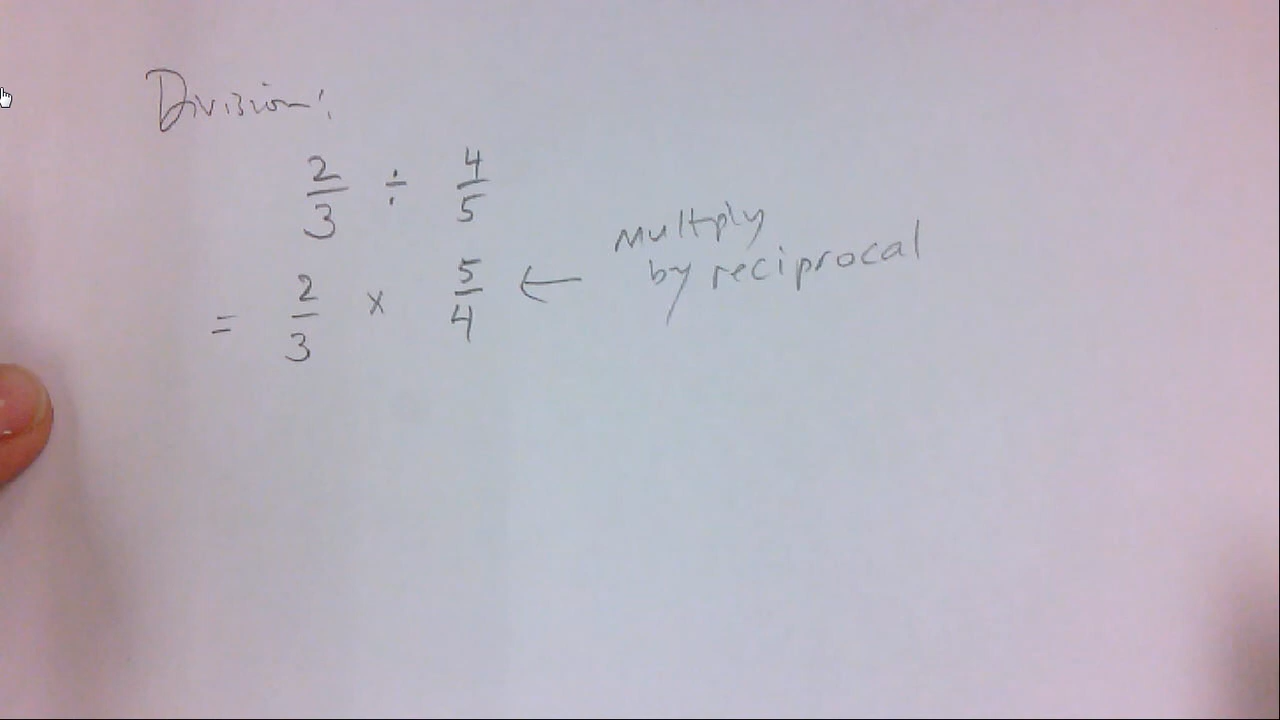 Division:
2/3 ÷ 4/5
= 2/3 × 5/4 ← Multply
by reciprocal